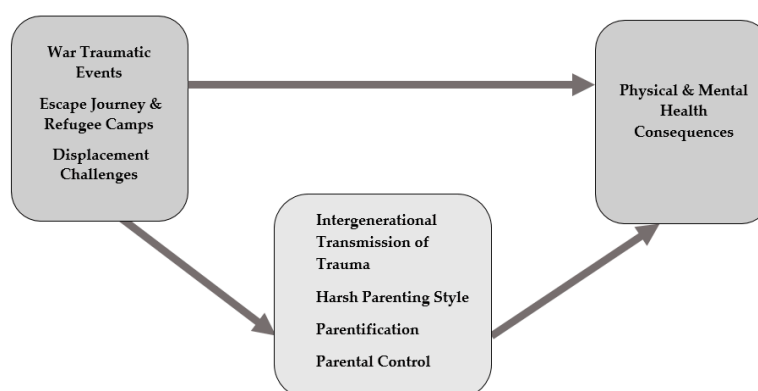 War Traumatic
Events
Escape Journey &
Refugee Camps
Displacement
Challenges
Physical & Mental
Health
Consequences
Intergenerational
Transmission of
Trauma
Harsh Parenting Style
Parentification
Parental Control